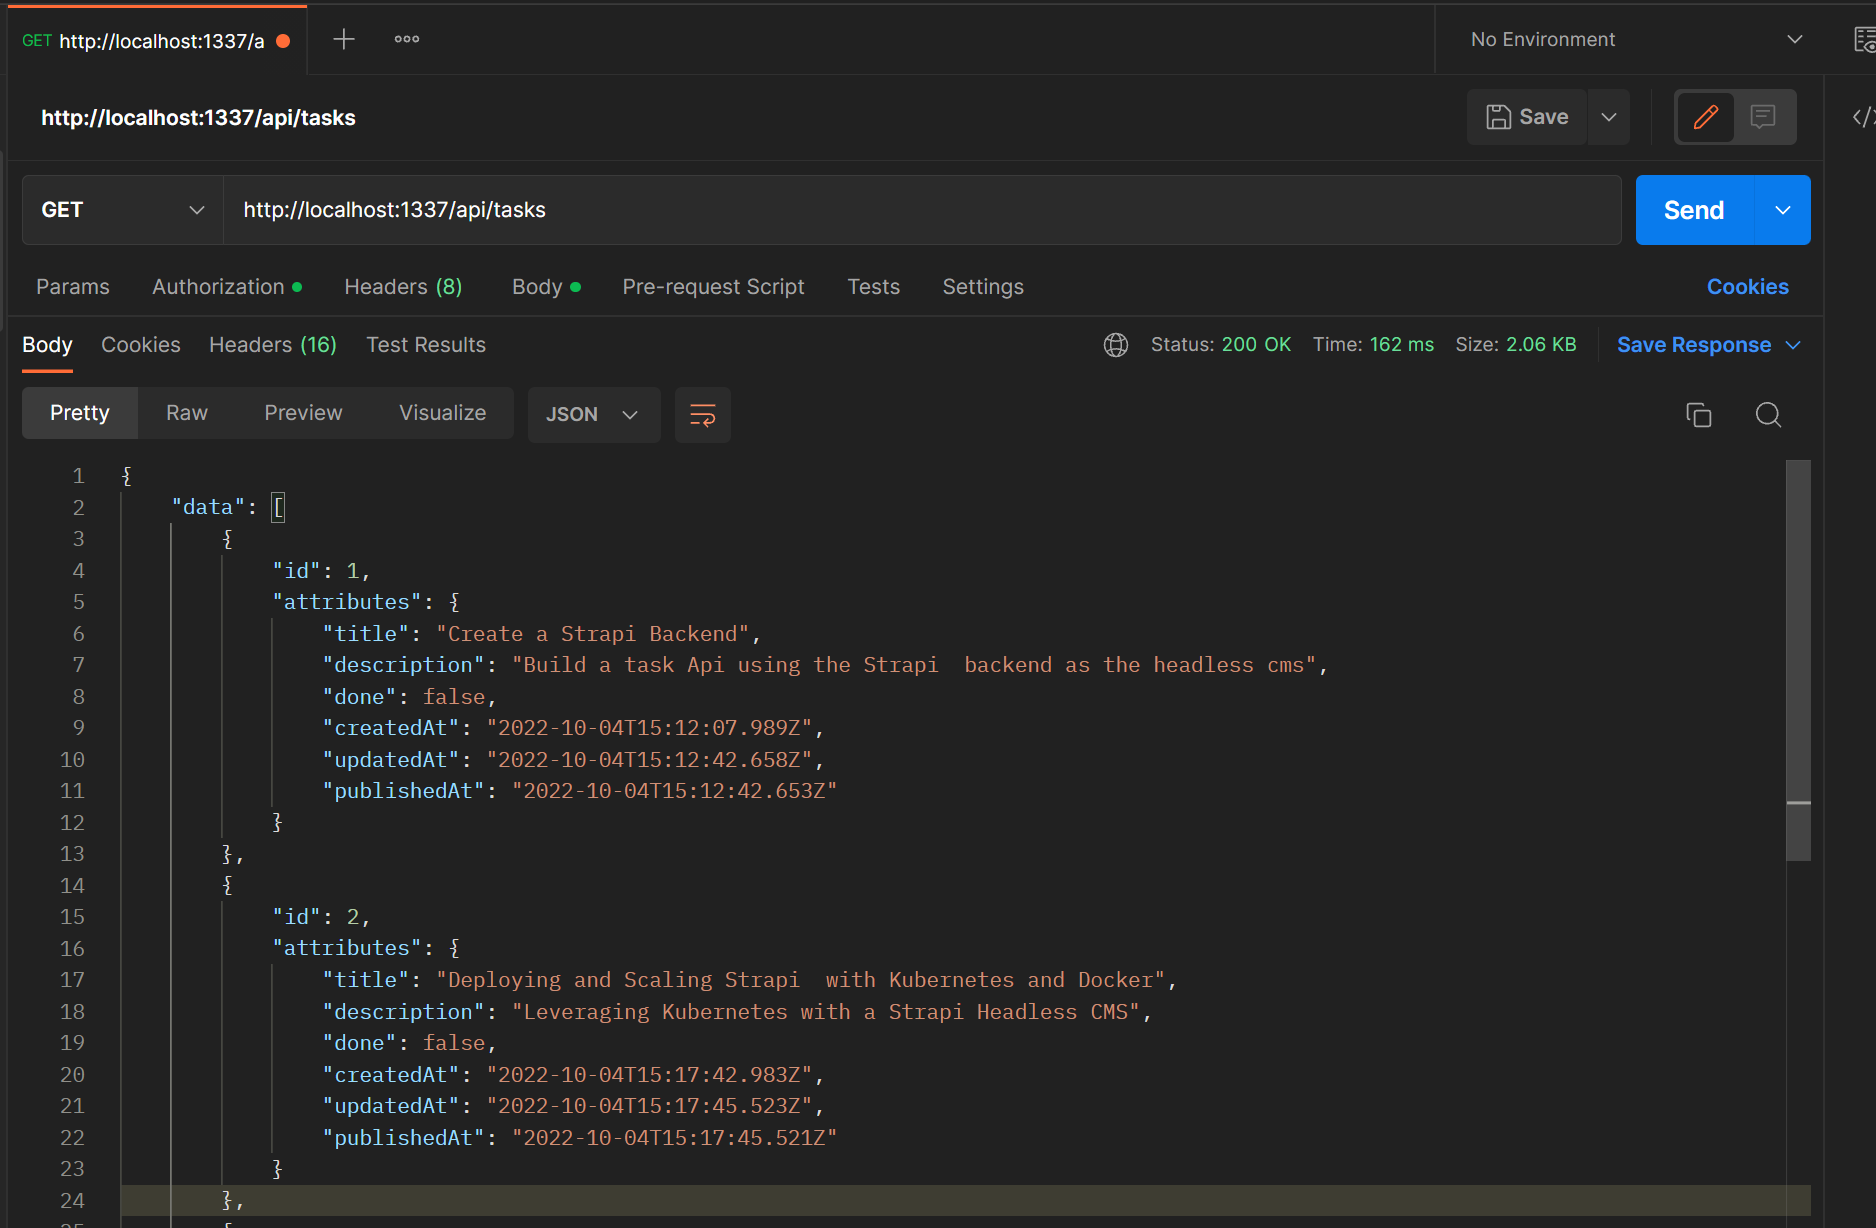 GET http://localhost:1337/a
No Environment
http://localhost:1337/api/tasks
Save
GET http://localhost:1337/api/tasks Send
Params Authorization Headers (8) Body Pre-request Script Tests Settings Cookies
Body Cookies Headers (16) Test Results Status: 200 OK Time: 162 ms Size: 2.06 KB Save Response
Pretty Raw Preview Visualize JSON
1 {
2 "data": [
3 {
4 "id": 1,
5 "attributes": {
6 "title": "Create a Strapi Backend",
7 "description": "Build a task Api using the Strapi  backend as the headless cms",
8 "done": false,
9 "createdAt": "2022-10-04T15:12:07.989Z",
10 "updatedAt": "2022-10-04T15:12:42.658Z",
11 "publishedAt": "2022-10-04T15:12:42.653Z"
12 }
13 },
14 {
15 "id": 2,
16 "attributes": {
17 "title": "Deploying and Scaling Strapi  with Kubernetes and Docker",
18 "description": "Leveraging Kubernetes with a Strapi Headless CMS",
19 "done": false,
20 "createdAt": "2022-10-04T15:17:42.983Z",
21 "updatedAt": "2022-10-04T15:17:45.523Z",
22 "publishedAt": "2022-10-04T15:17:45.521Z"
23 }
24 },